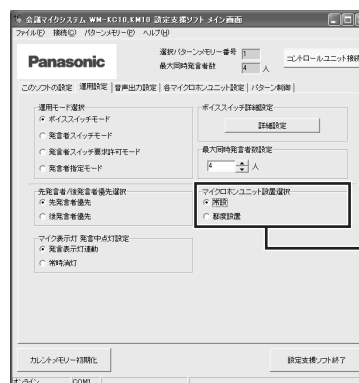 会議マイクシステム WM-KC10,KM10 設定支援ソフト メイン画面
ファイル(F) 接続(C) パターンメモリー(P) ヘルプ(H)
Panasonic
選択パターンメモリー番号 1
最大同時発言者数 4 人
コントロールユニット接続
このソフトの設定 運用設定 音声出力設定 各マイクロホンユニット設定 パターン制御
運用モード選択
ボイススイッチモード
発言者スイッチモード
発言者スイッチ要求許可モード
発言者指定モード
ボイススイッチ詳細設定
詳細設定
最大同時発言者数設定
4 人
先発言者/後発言者優先選択
先発言者優先
後発言者優先
マイクロホンユニット設置選択
常設
都度設置
マイク表示灯 発言中点灯設定
発言表示灯連動
常時消灯
カレントメモリー初期化
設定支援ソフト終了
オンライン COM1